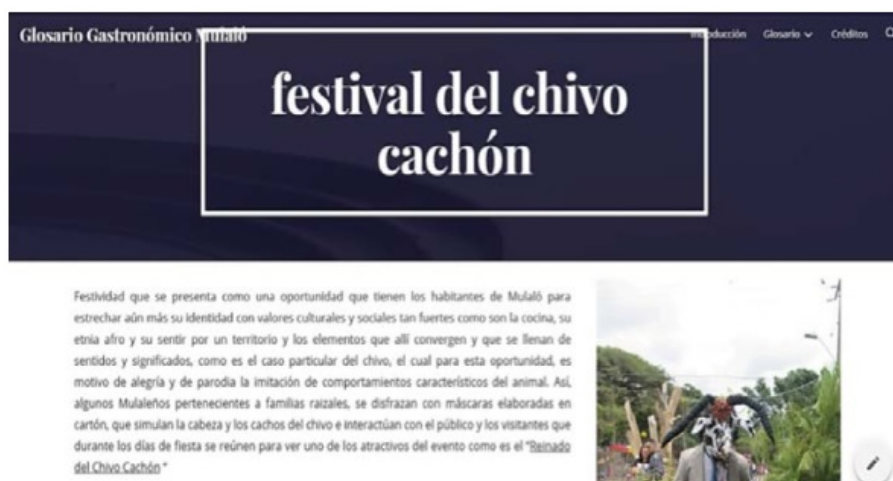 Glosario Gastronómico Mulaló
Introducción Glosario Créditos
festival del chivo
cachón
Festividad que se presenta como una oportunidad que tienen los habitantes de Mulaló para
estrechar aún más su identidad con valores culturales y sociales tan fuertes como son la cocina, su
etnia afro y su sentir por un territorio y los elementos que allí convergen y que se llenan de
sentidos y significados, como es el caso particular del chivo, el cual para esta oportunidad, es
motivo de alegría y de parodia la imitación de comportamientos característicos del animal. Así,
algunos Mulaleños pertenecientes a familias raizales, se disfrazan con máscaras elaboradas en
cartón, que simulan la cabeza y los cachos del chivo e interactúan con el público y los visitantes que
durante los días de fiesta se reúnen para ver uno de los atractivos del evento como es el "Reinado
del Chivo Cachón "